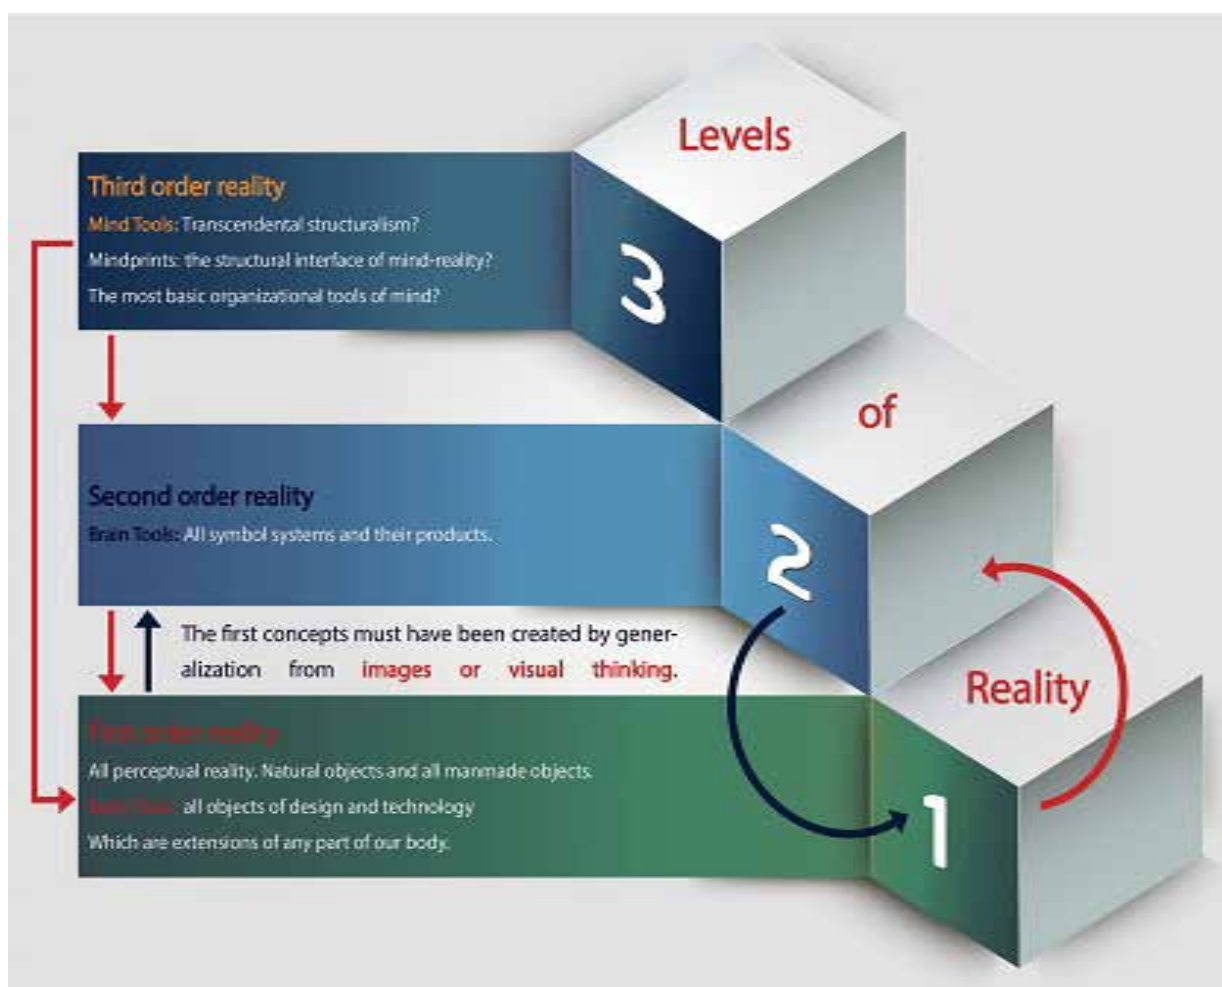 Levels
of
Reality
3
Third order reality
Mind Tools: Transcendental structuralism?
Mindprints: the structural interface of mind-reality?
The most basic organizational tools of mind?
2
Second order reality
Brain Tools: All symbol systems and their products.
The first concepts must have been created by gener-
alization from images or visual thinking.
1
First order reality
All perceptual reality. Natural objects and all manmade objects.
all objects of design and technology
Which are extensions of any part of our body.